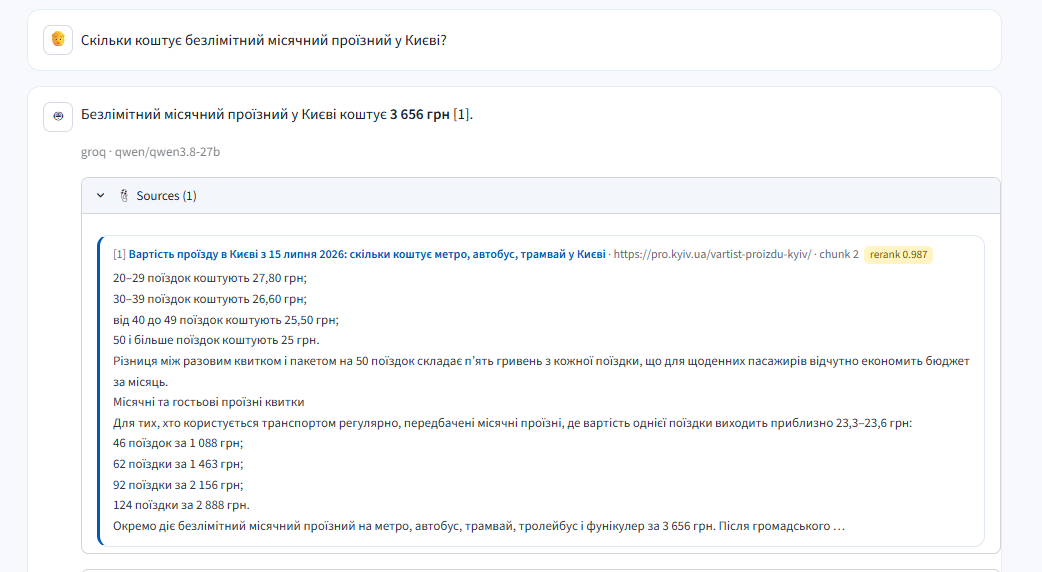 Скільки коштує безлімітний місячний проїзний у Києві?
Безлімітний місячний проїзний у Києві коштує 3 656 грн [1].
groq · qwen/qwen3.8-27b
Sources (1)
[1] Вартість проїзду в Києві з 15 липня 2026: скільки коштує метро, автобус, трамвай у Києві · https://pro.kyiv.ua/vartist-proizdu-kyiv/ · chunk 2 rerank 0.987
20–29 поїздок коштують 27,80 грн;
30–39 поїздок коштують 26,60 грн;
від 40 до 49 поїздок коштують 25,50 грн;
50 і більше поїздок коштують 25 грн.
Різниця між разовим квитком і пакетом на 50 поїздок складає п’ять гривень з кожної поїздки, що для щоденних пасажирів відчутно економить бюджет
за місяць.
Місячні та гостьові проїзні квитки
Для тих, хто користується транспортом регулярно, передбачені місячні проїзні, де вартість однієї поїздки виходить приблизно 23,3–23,6 грн:
46 поїздок за 1 088 грн;
62 поїздки за 1 463 грн;
92 поїздки за 2 156 грн;
124 поїздки за 2 888 грн.
Окремо діє безлімітний місячний проїзний на метро, автобус, трамвай, тролейбус і фунікулер за 3 656 грн. Після громадського …